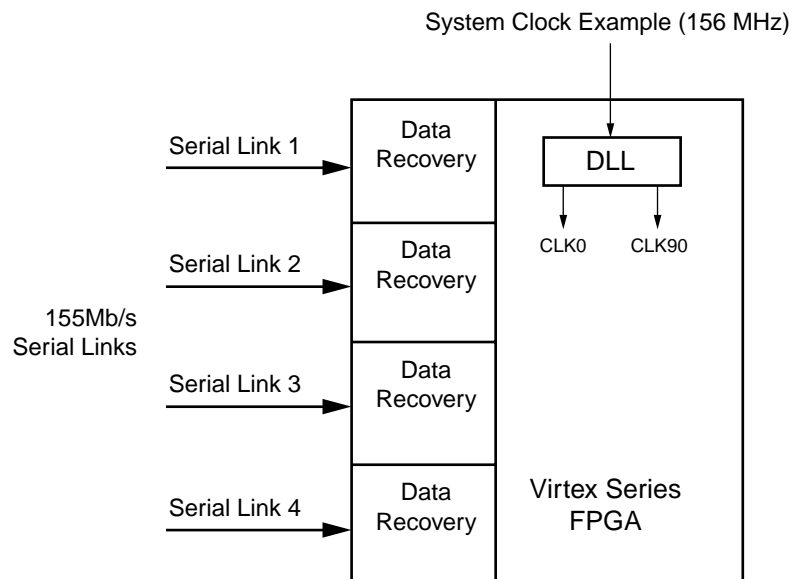 System Clock Example (156 MHz)
Serial Link 1
Data
Recovery
DLL
CLK0
CLK90
Serial Link 2
Data
Recovery
155Mb/s
Serial Links
Serial Link 3
Data
Recovery
Serial Link 4
Data
Recovery
Virtex Series
FPGA